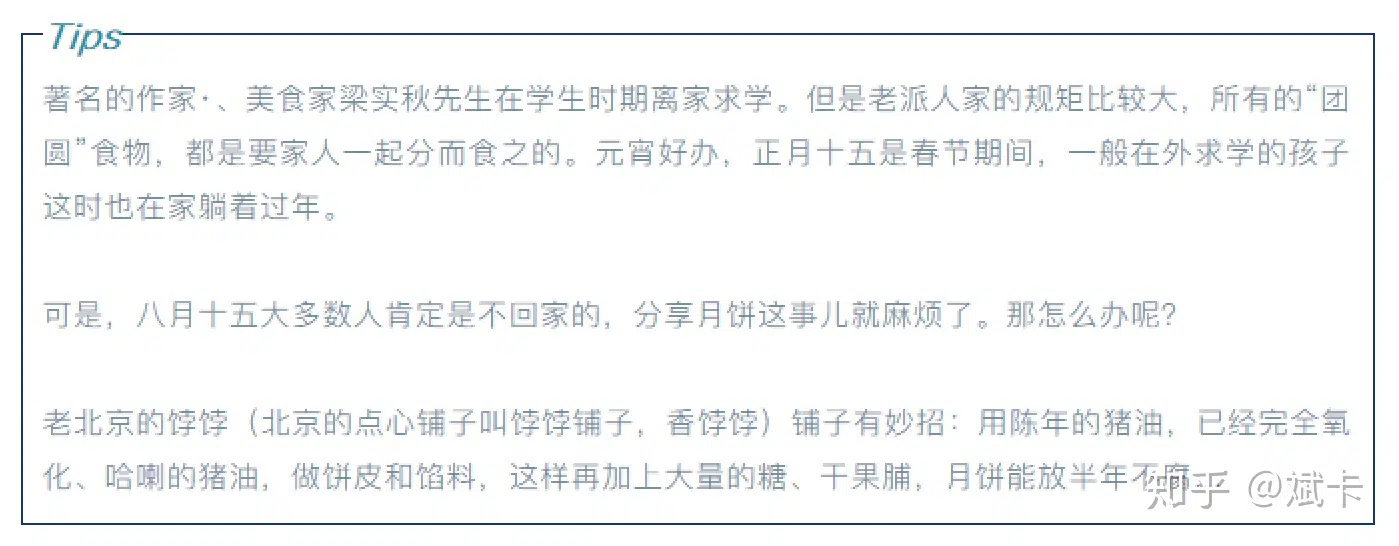 Tips
著名的作家·、美食家梁实秋先生在学生时期离家求学。但是老派人家的规矩比较大，所有的“团
圆”食物，都是要家人一起分而食之的。元宵好办，正月十五是春节期间，一般在外求学的孩子
这时也在家躺着过年。
可是，八月十五大多数人肯定是不回家的，分享月饼这事儿就麻烦了。那怎么办呢？
老北京的饽饽（北京的点心铺子叫饽饽铺子，香饽饽）铺子有妙招：用陈年的猪油，已经完全氧
化、哈喇的猪油，做饼皮和馅料，这样再加上大量的糖、干果脯，月饼能放半年不腐
知乎 @斌卡